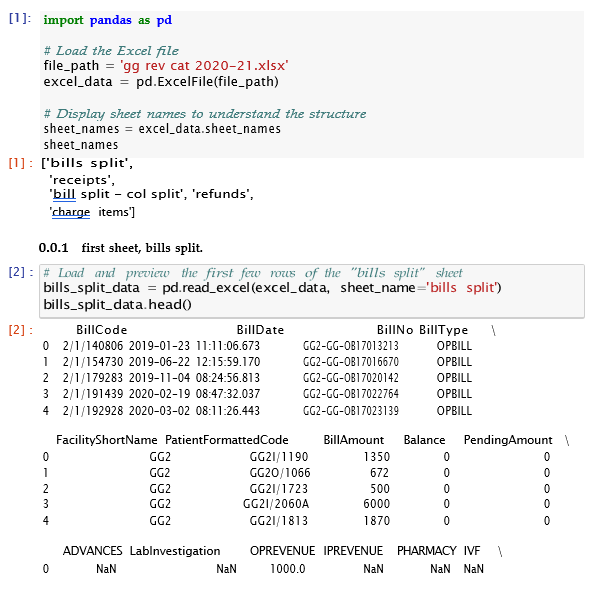 [1]: import pandas as pd
# Load the Excel file
file_path = 'gg rev cat 2020-21.xlsx'
excel_data = pd.ExcelFile(file_path)
# Display sheet names to understand the structure
sheet_names = excel_data.sheet_names
sheet_names
[1]: ['bills split',
'receipts',
'bill split - col split', 'refunds',
'charge items']
0.0.1 first sheet, bills split.
[2]: # Load and preview the first few rows of the "bills split" sheet
bills_split_data = pd.read_excel(excel_data, sheet_name='bills split')
bills_split_data.head()
[2]: BillCode BillDate BillNo BillType \
0 2/1/140806 2019-01-23 11:11:06.673 GG2-GG-OB17013213 OPBILL
1 2/1/154730 2019-06-22 12:15:59.170 GG2-GG-OB17016670 OPBILL
2 2/1/179283 2019-11-04 08:24:56.813 GG2-GG-OB17020142 OPBILL
3 2/1/191439 2020-02-19 08:47:32.037 GG2-GG-OB17022764 OPBILL
4 2/1/192928 2020-03-02 08:11:26.443 GG2-GG-OB17023139 OPBILL
FacilityShortName PatientFormattedCode BillAmount Balance PendingAmount \
0 GG2 GG2I/1190 1350 0 0
1 GG2 GG2O/1066 672 0 0
2 GG2 GG2I/1723 500 0 0
3 GG2 GG2I/2060A 6000 0 0
4 GG2 GG2I/1813 1870 0 0
ADVANCES LabInvestigation OPREVENUE IPREVENUE PHARMACY IVF \
0 NaN NaN 1000.0 NaN NaN NaN